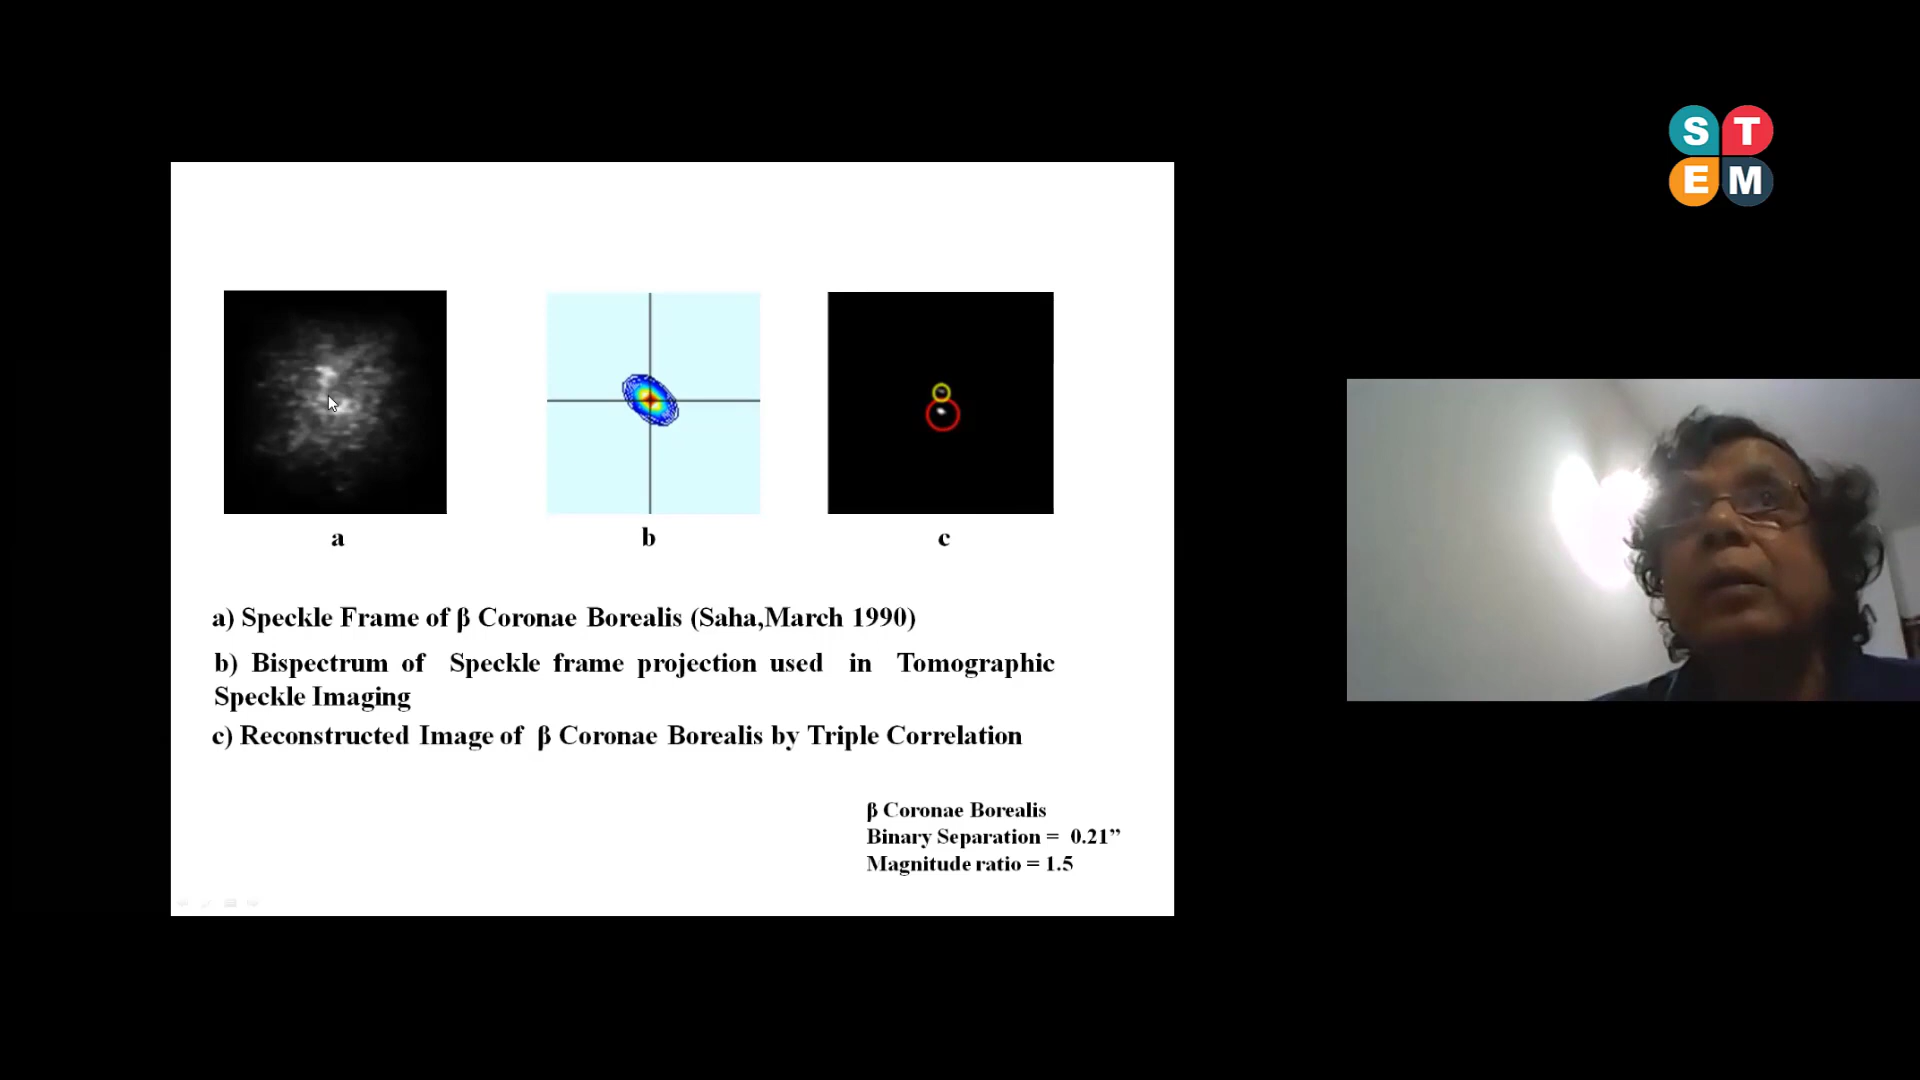 S T
E M
a
b
c
a) Speckle Frame of β Coronae Borealis (Saha,March 1990)
b) Bispectrum of Speckle frame projection used in Tomographic
Speckle Imaging
c) Reconstructed Image of β Coronae Borealis by Triple Correlation
β Coronae Borealis
Binary Separation = 0.21”
Magnitude ratio = 1.5